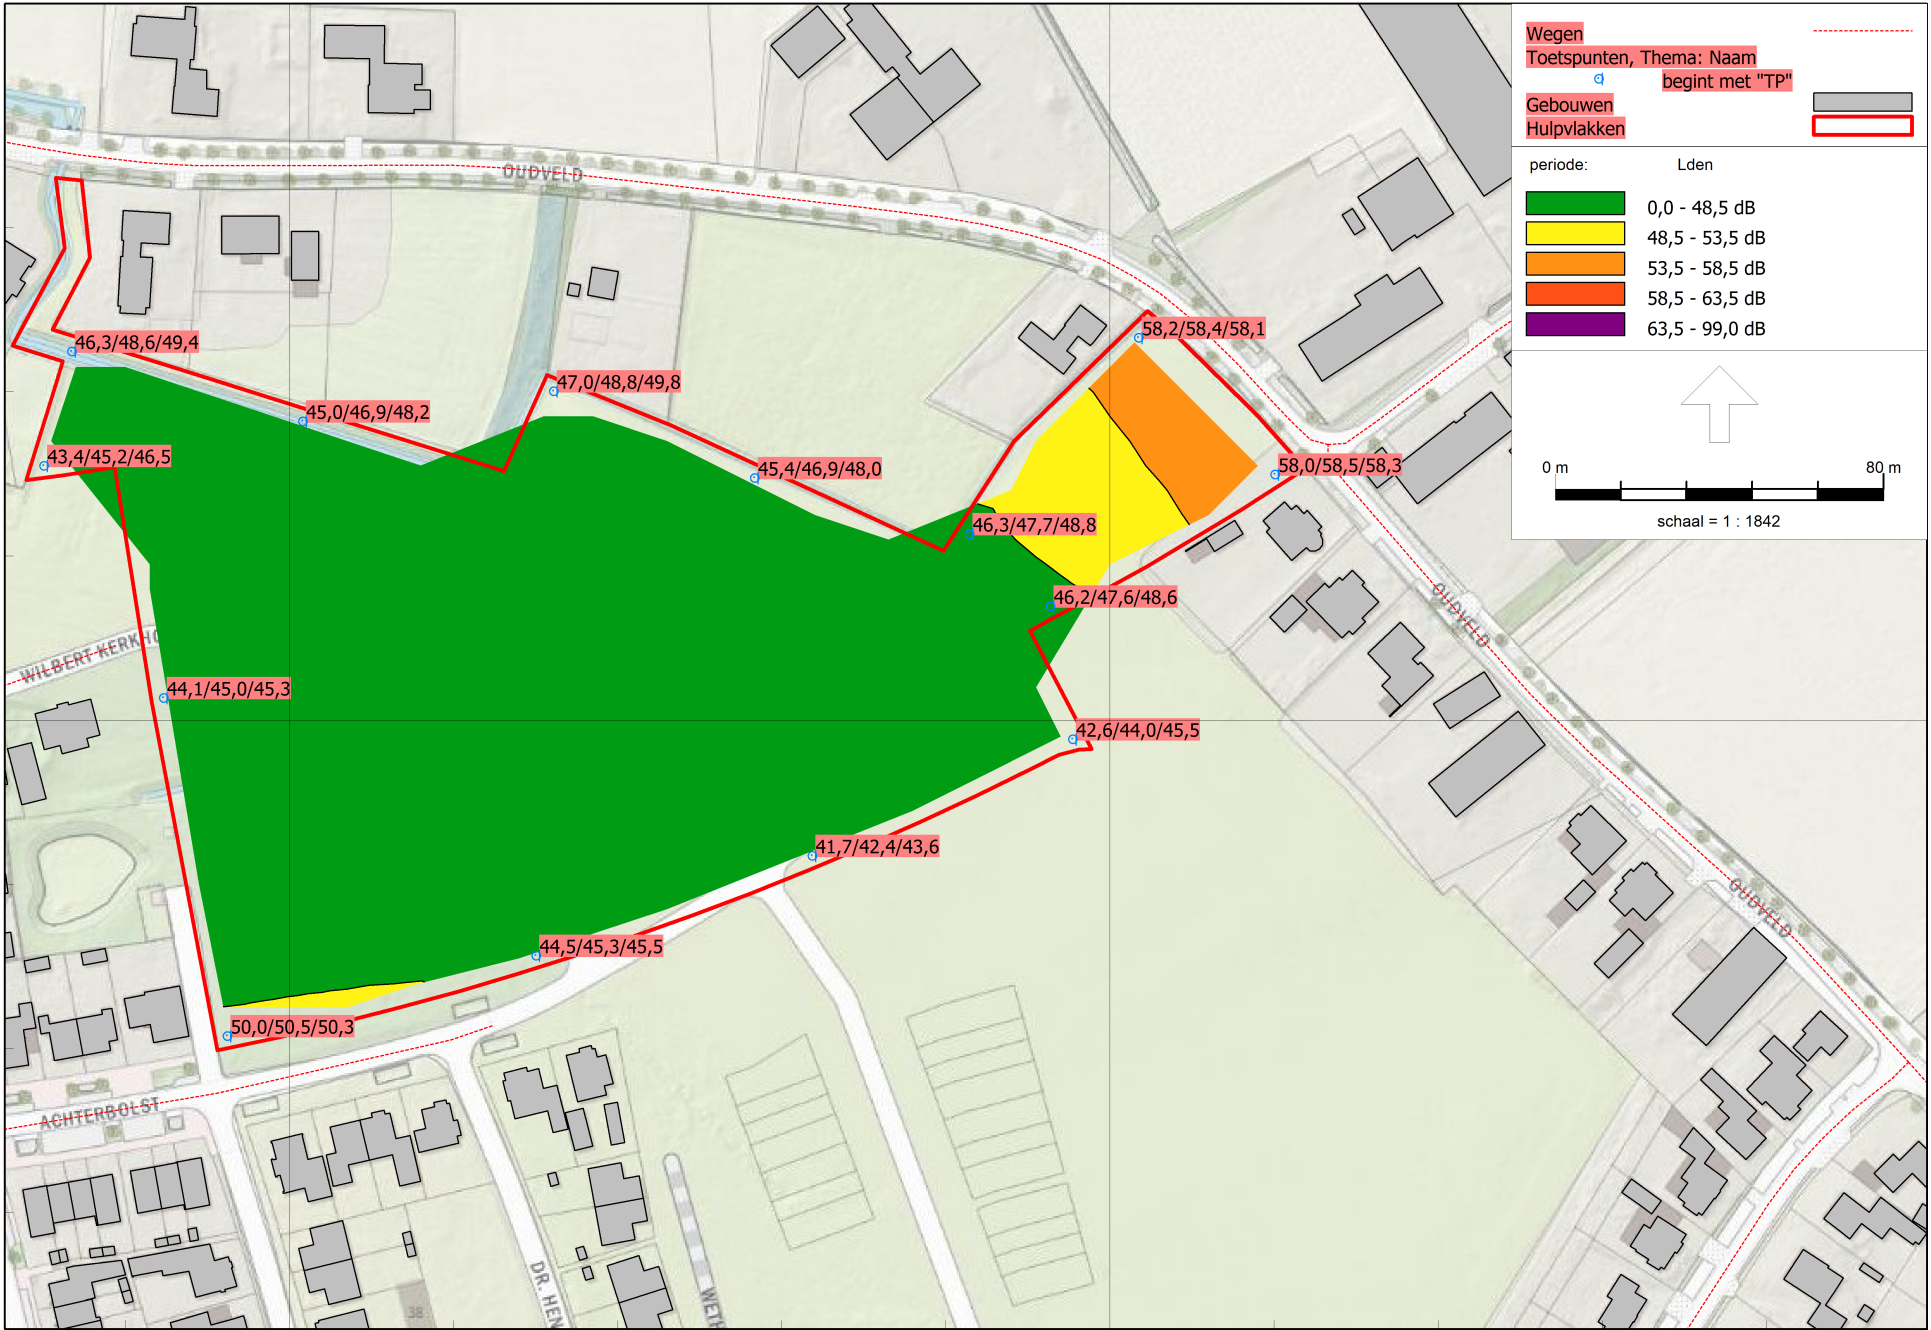 Wegen
Toetspunten, Thema: Naam
begint met "TP"
Gebouwen
Hulpvlakken
periode: Lden
0,0 - 48,5 dB
48,5 - 53,5 dB
53,5 - 58,5 dB
58,5 - 63,5 dB
63,5 - 99,0 dB
0 m 80 m
schaal = 1 : 1842
OUDVELD
58,2/58,4/58,1
46,3/48,6/49,4
47,0/48,8/49,8
45,0/46,9/48,2
43,4/45,2/46,5
45,4/46,9/48,0
58,0/58,5/58,3
46,3/47,7/48,8
46,2/47,6/48,6
OUDVELD
WILBERT KERKHO
44,1/45,0/45,3
42,6/44,0/45,5
41,7/42,4/43,6
OUDVELD
44,5/45,3/45,5
50,0/50,5/50,3
ACHTERBOLST
DR. HEN
WETH
38